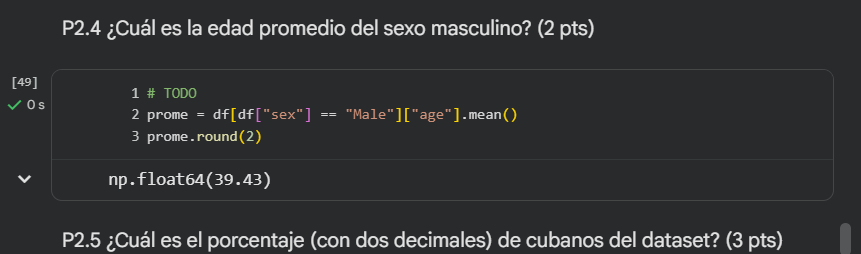 P2.4 ¿Cuál es la edad promedio del sexo masculino? (2 pts)
[49]
0 s
1 # TODO
2 prome = df[df["sex"] == "Male"]["age"].mean()
3 prome.round(2)
np.float64(39.43)
P2.5 ¿Cuál es el porcentaje (con dos decimales) de cubanos del dataset? (3 pts)